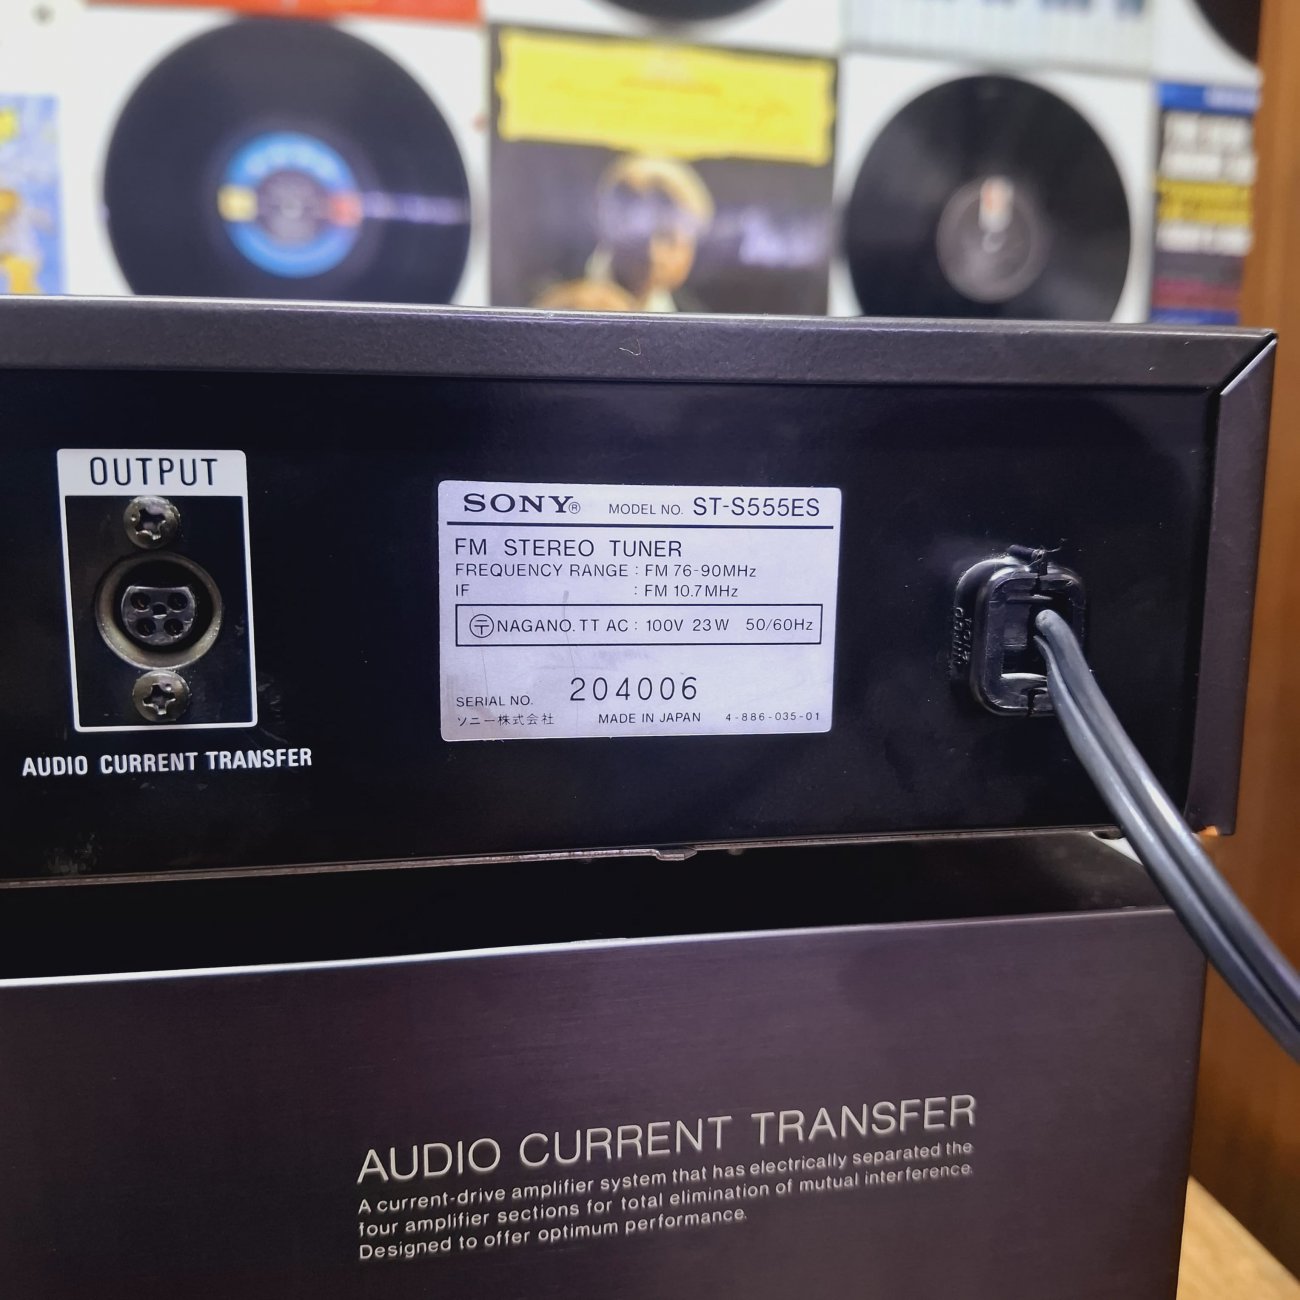 OUTPUT
AUDIO CURRENT TRANSFER
SONY® MODEL NO. ST-S555ES
FM STEREO TUNER
FREQUENCY RANGE : FM 76-90MHz
IF : FM 10.7MHz
〒NAGANO. TT AC : 100V 23W 50/60Hz
SERIAL NO. 204006
ソニー株式会社 MADE IN JAPAN 4-886-035-01
AUDIO CURRENT TRANSFER
A current-drive amplifier system that has electrically separated the
four amplifier sections for total elimination of mutual interference.
Designed to offer optimum performance.